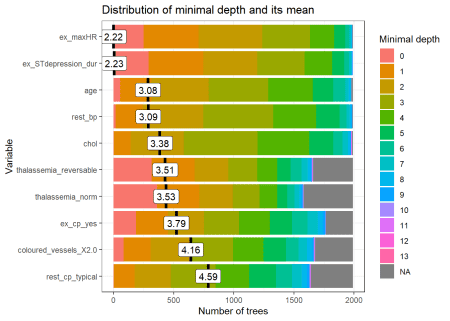 Distribution of minimal depth and its mean
Variable
ex_maxHR
2.22
ex_STdepression_dur
2.23
age
3.08
rest_bp
3.09
chol
3.38
thalassemia_reversable
3.51
thalassemia_norm
3.53
ex_cp_yes
3.79
coloured_vessels_X2.0
4.16
rest_cp_typical
4.59
0 500 1000 1500 2000
Number of trees
Minimal depth
0
1
2
3
4
5
6
7
8
9
10
11
12
13
NA